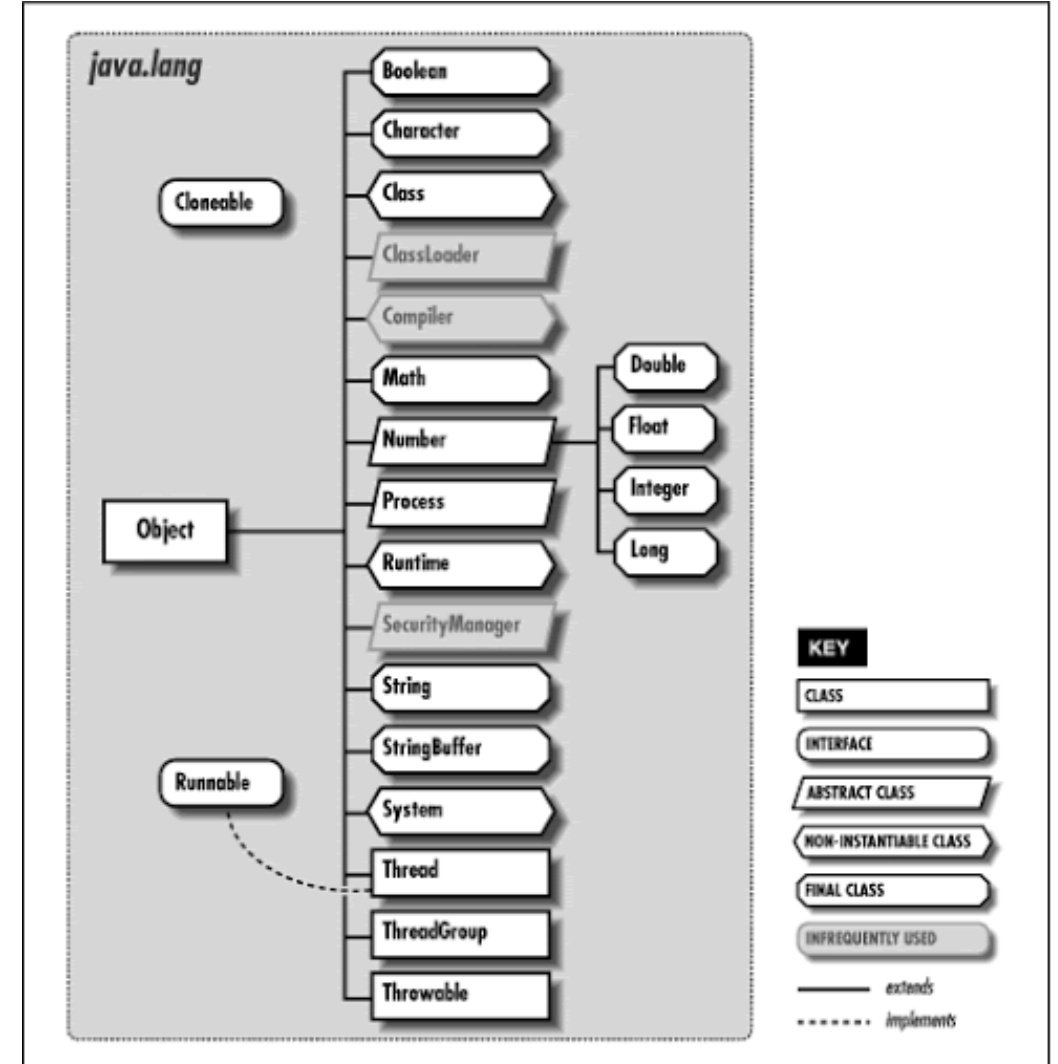 java.lang
Boolean
Character
Cloneable
Class
ClassLoader
Compiler
Math
Number
Process
Object
Runtime
SecurityManager
String
StringBuffer
Runnable
System
Thread
ThreadGroup
Throwable
Double
Float
Integer
Long
KEY
CLASS
INTERFACE
ABSTRACT CLASS
NON-INSTANTIABLE CLASS
FINAL CLASS
INFREQUENTLY USED
extends
implements